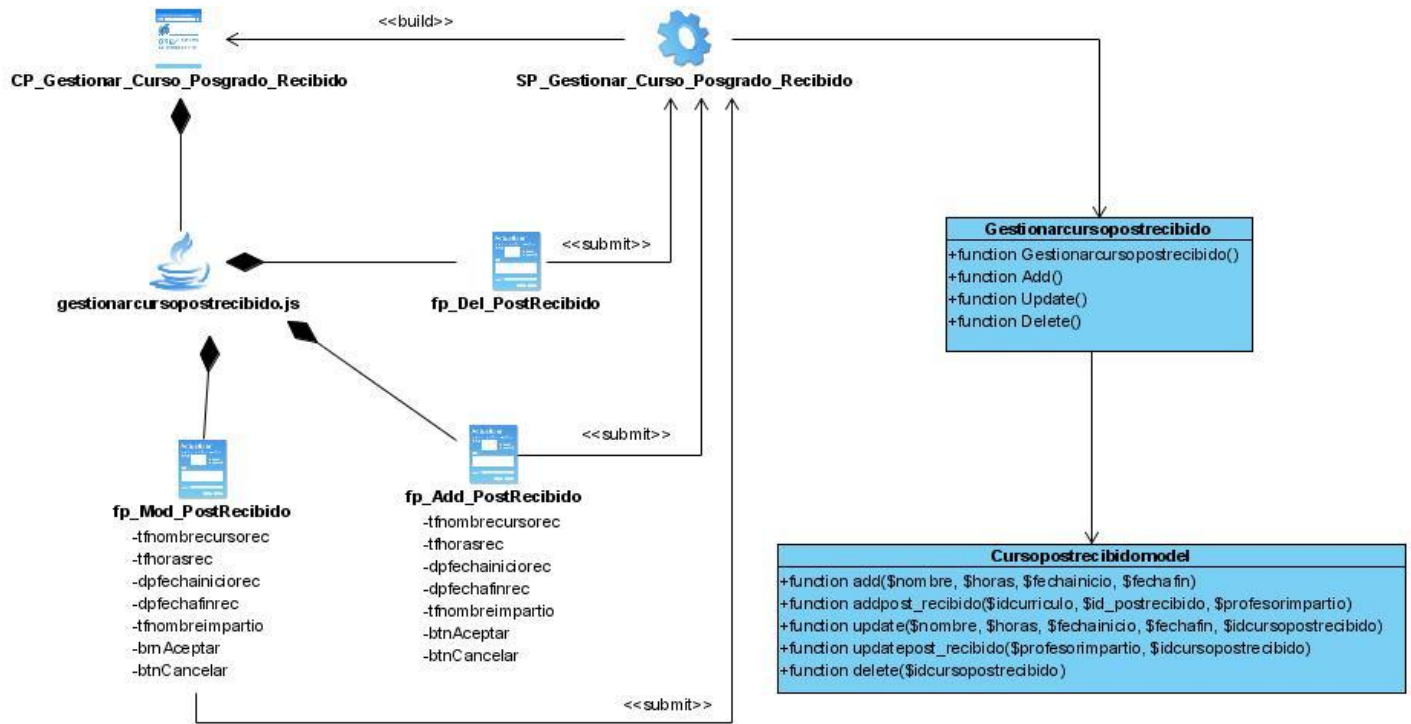 <<build>>
CP_Gestionar_Curso_Posgrado_Recibido
SP_Gestionar_Curso_Posgrado_Recibido
gestionarcursopostrecibido.js
<<submit>>
fp_Del_PostRecibido
Gestionarcursopostrecibido
+function Gestionarcursopostrecibido()
+function Add()
+function Update()
+function Delete()
<<submit>>
fp_Mod_PostRecibido
-tfnombrecursorec
-tfhorasrec
-dpfechainiciorec
-dpfechafinrec
-tfnombreimpartio
-brnAceptar
-btnCancelar
fp_Add_PostRecibido
-tfnombrecursorec
-tfhorasrec
-dpfechainiciorec
-dpfechafinrec
-tfnombreimpartio
-btnAceptar
-btnCancelar
Cursopostrecibidomodel
+function add($nombre, $horas, $fechainicio, $fechafin)
+function addpost_recibido($idcurriculo, $id_postrecibido, $profesorimpartio)
+function update($nombre, $horas, $fechainicio, $fechafin, $idcursopostrecibido)
+function updatepost_recibido($profesorimpartio, $idcursopostrecibido)
+function delete($idcursopostrecibido)
<<submit>>